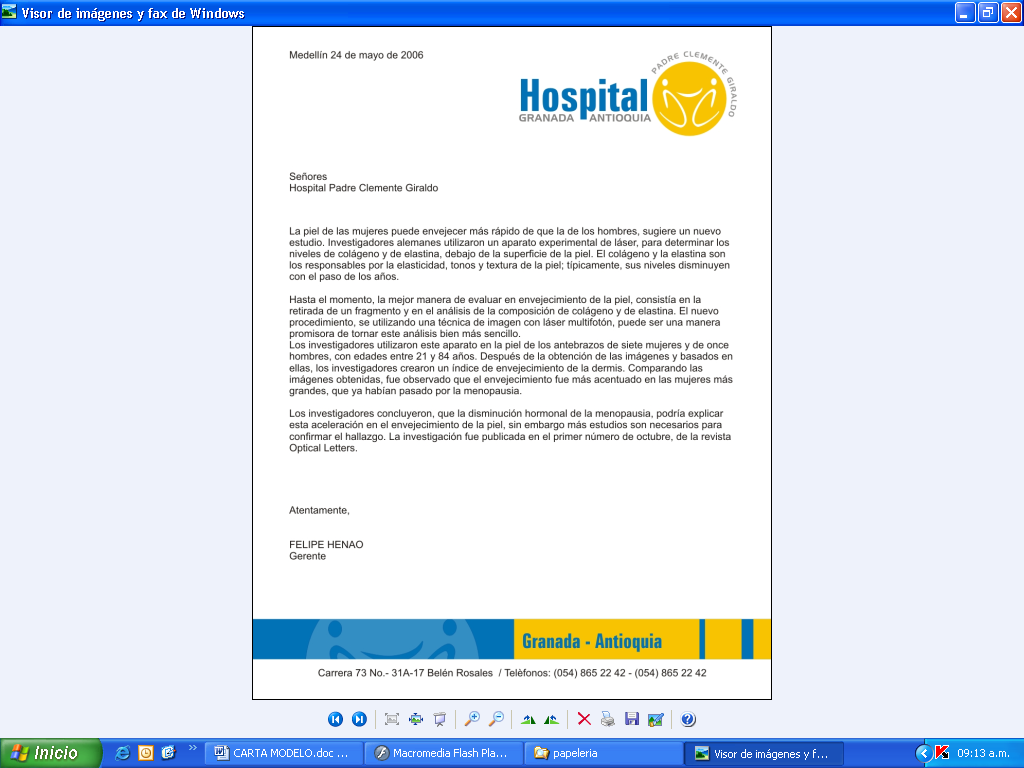 Visor de imágenes y fax de Windows
Medellín 24 de mayo de 2006
PADRE CLEMENTE GIRALDO
Hospital
GRANADA ANTIOQUIA
Señores
Hospital Padre Clemente Giraldo
La piel de las mujeres puede envejecer más rápido de que la de los hombres, sugiere un nuevo
estudio. Investigadores alemanes utilizaron un aparato experimental de láser, para determinar los
niveles de colágeno y de elastina, debajo de la superficie de la piel. El colágeno y la elastina son
los responsables por la elasticidad, tonos y textura de la piel; típicamente, sus niveles disminuyen
con el paso de los años.
Hasta el momento, la mejor manera de evaluar en envejecimiento de la piel, consistía en la
retirada de un fragmento y en el análisis de la composición de colágeno y de elastina. El nuevo
procedimiento, se utilizando una técnica de imagen con láser multifotón, puede ser una manera
promisora de tornar este análisis bien más sencillo.
Los investigadores utilizaron este aparato en la piel de los antebrazos de siete mujeres y de once
hombres, con edades entre 21 y 84 años. Después de la obtención de las imágenes y basados en
ellas, los investigadores crearon un índice de envejecimiento de la dermis. Comparando las
imágenes obtenidas, fue observado que el envejecimiento fue más acentuado en las mujeres más
grandes, que ya habían pasado por la menopausia.
Los investigadores concluyeron, que la disminución hormonal de la menopausia, podría explicar
esta aceleración en el envejecimiento de la piel, sin embargo más estudios son necesarios para
confirmar el hallazgo. La investigación fue publicada en el primer número de octubre, de la revista
Optical Letters.
Atentamente,
FELIPE HENAO
Gerente
Granada - Antioquia
Carrera 73 No.- 31A-17 Belén Rosales / Telèfonos: (054) 865 22 42 - (054) 865 22 42
Inicio
CARTA MODELO.doc ...
Macromedia Flash Pla...
papeleria
Visor de imágenes y f...
09:13 a.m.